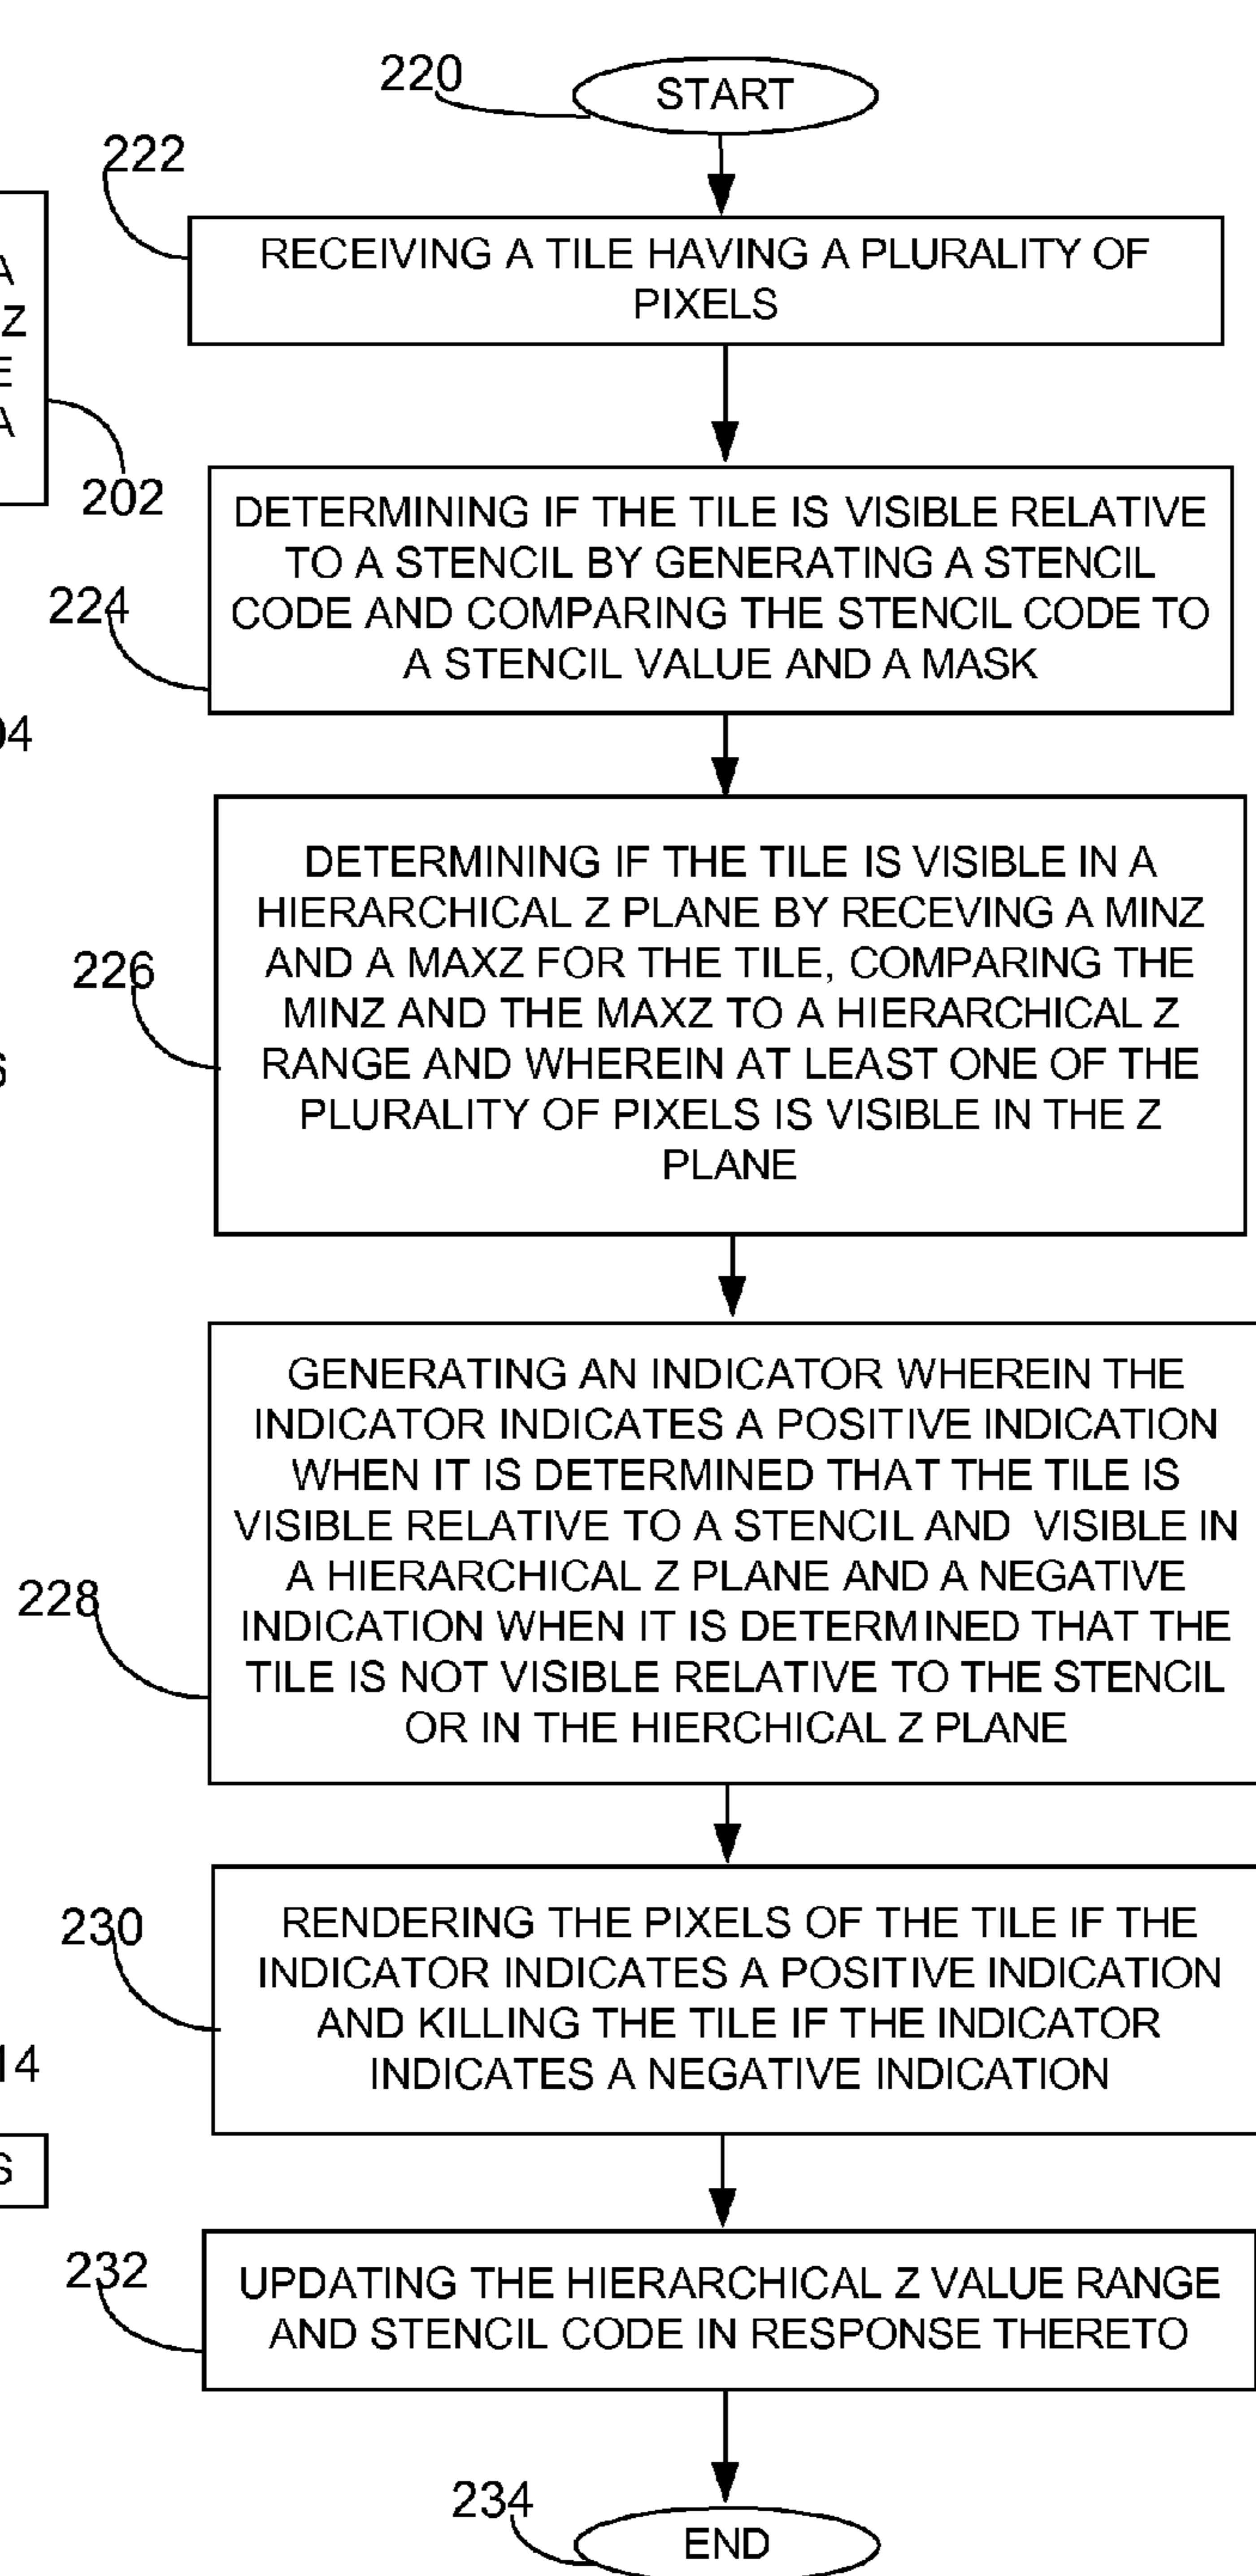 220
START
222
RECEIVING A TILE HAVING A PLURALITY OF
PIXELS
A
Z
E
A
202
DETERMINING IF THE TILE IS VISIBLE RELATIVE
TO A STENCIL BY GENERATING A STENCIL
CODE AND COMPARING THE STENCIL CODE TO
A STENCIL VALUE AND A MASK
224
DETERMINING IF THE TILE IS VISIBLE IN A
HIERARCHICAL Z PLANE BY RECEVING A MINZ
AND A MAXZ FOR THE TILE, COMPARING THE
MINZ AND THE MAXZ TO A HIERARCHICAL Z
RANGE AND WHEREIN AT LEAST ONE OF THE
PLURALITY OF PIXELS IS VISIBLE IN THE Z
PLANE
226
GENERATING AN INDICATOR WHEREIN THE
INDICATOR INDICATES A POSITIVE INDICATION
WHEN IT IS DETERMINED THAT THE TILE IS
VISIBLE RELATIVE TO A STENCIL AND VISIBLE IN
A HIERARCHICAL Z PLANE AND A NEGATIVE
INDICATION WHEN IT IS DETERMINED THAT THE
TILE IS NOT VISIBLE RELATIVE TO THE STENCIL
OR IN THE HIERCHICAL Z PLANE
228
230
RENDERING THE PIXELS OF THE TILE IF THE
INDICATOR INDICATES A POSITIVE INDICATION
AND KILLING THE TILE IF THE INDICATOR
INDICATES A NEGATIVE INDICATION
14
S
232
UPDATING THE HIERARCHICAL Z VALUE RANGE
AND STENCIL CODE IN RESPONSE THERETO
234
END